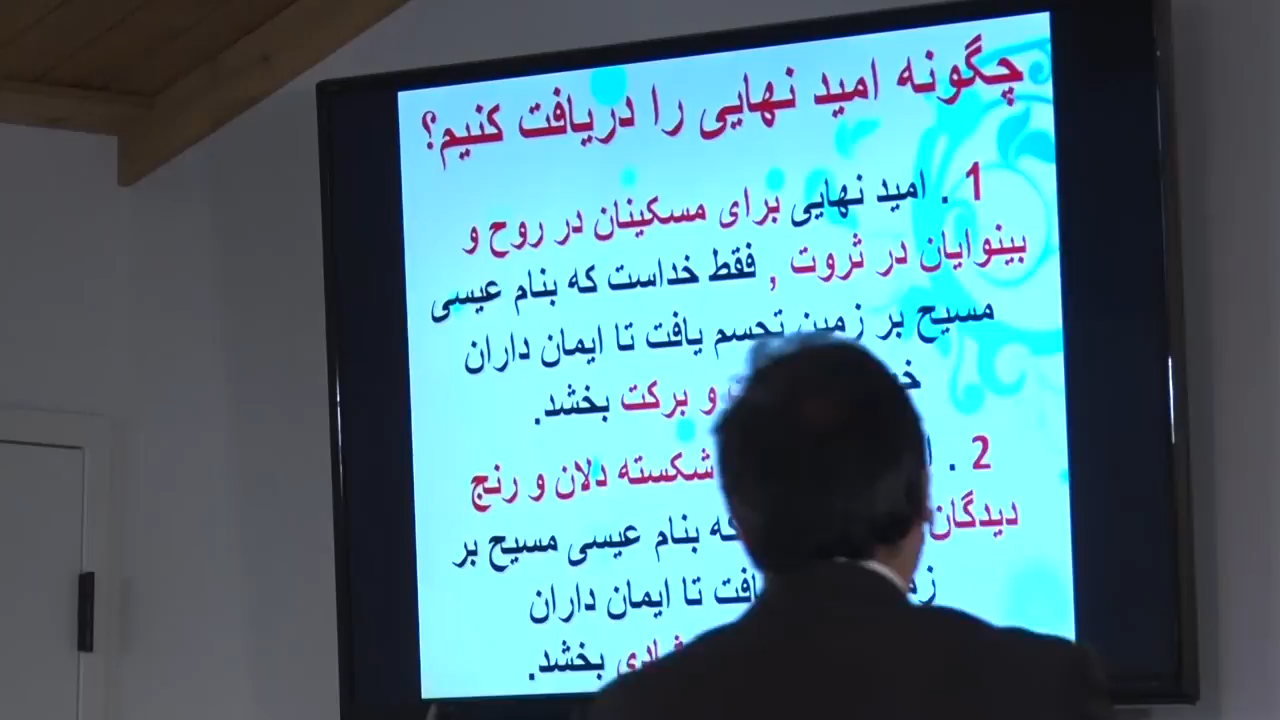 چگونه امید نهایی را دریافت کنیم؟
1 . امید نهایی برای مسکینان در روح و
بینوایان در ثروت , فقط خداست که بنام عیسی
مسیح بر زمین تجسم یافت تا ایمان داران
و برکت بخشد.
2 . شکسته دلان و رنج
دیدگان بنام عیسی مسیح بر
تا ایمان داران
بخشد.